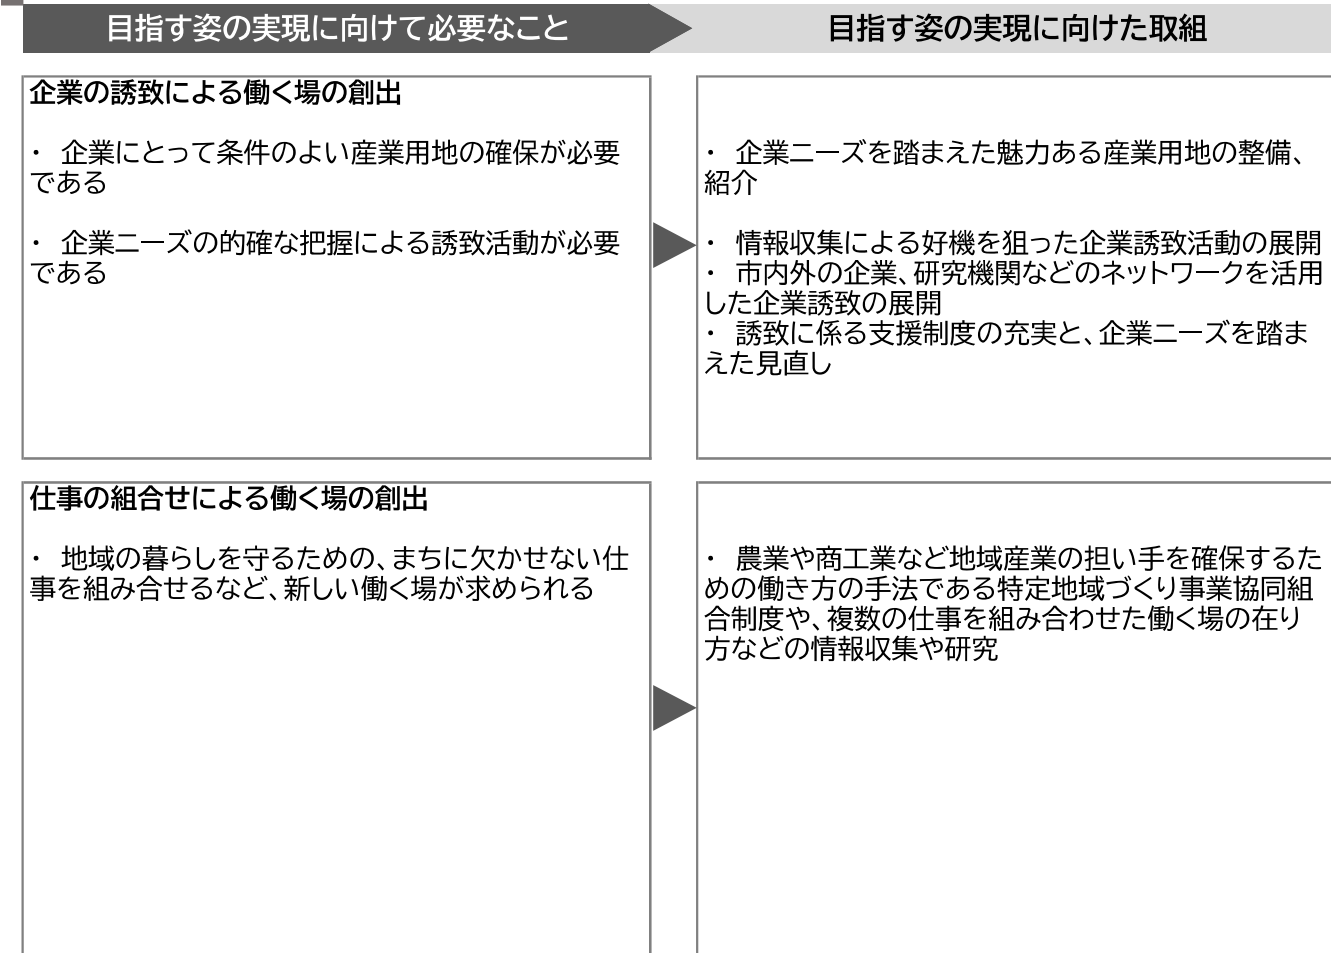 目指す姿の実現に向けて必要なこと
目指す姿の実現に向けた取組
企業の誘致による働く場の創出
・ 企業にとって条件のよい産業用地の確保が必要
である
・ 企業ニーズの的確な把握による誘致活動が必要
である
・ 企業ニーズを踏まえた魅力ある産業用地の整備、
紹介
・ 情報収集による好機を狙った企業誘致活動の展開
・ 市内外の企業、研究機関などのネットワークを活用
した企業誘致の展開
・ 誘致に係る支援制度の充実と、企業ニーズを踏ま
えた見直し
仕事の組合せによる働く場の創出
・ 地域の暮らしを守るための、まちに欠かせない仕
事を組み合せるなど、新しい働く場が求められる
・ 農業や商工業など地域産業の担い手を確保するた
めの働き方の手法である特定地域づくり事業協同組
合制度や、複数の仕事を組み合わせた働く場の在り
方などの情報収集や研究